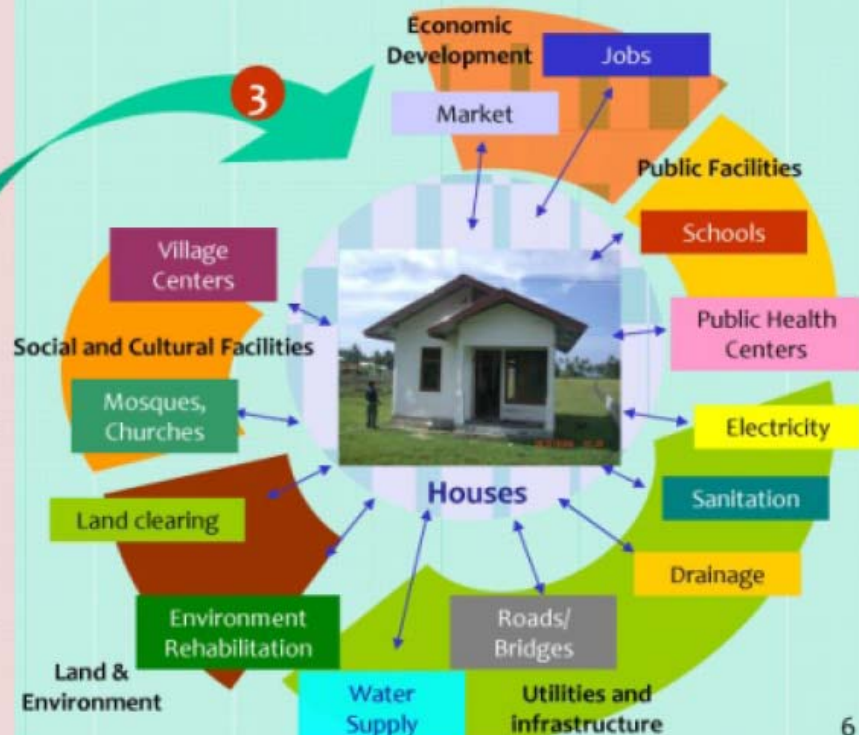 3
Economic
Development
Jobs
Market
Public Facilities
Schools
Village
Centers
Public Health
Centers
Social and Cultural Facilities
Mosques,
Churches
Electricity
Houses
Sanitation
Land clearing
Drainage
Environment
Rehabilitation
Roads/
Bridges
Land &
Environment
Water
Supply
Utilities and
infrastructure
6